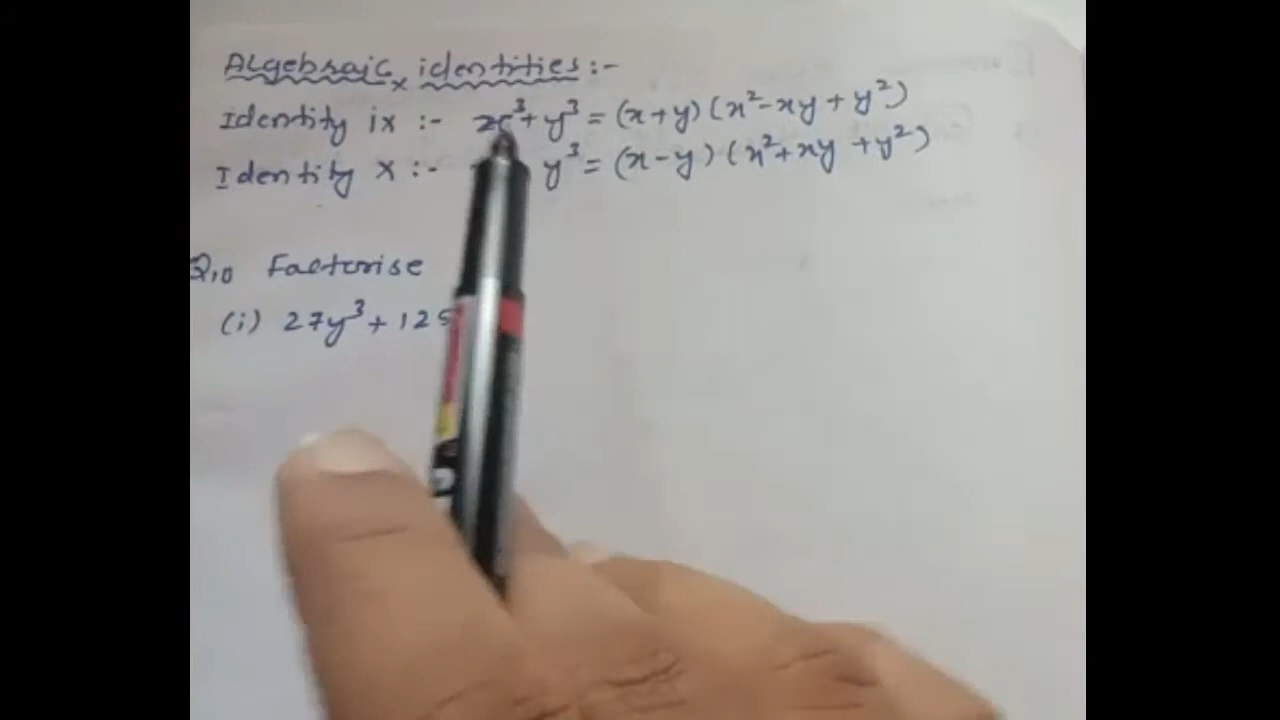 Algebraic identities :-
Identity ix :- x³ + y³ = (x+y) (x² - xy + y²)
Identity x :- y³ = (x - y) (x² + xy + y²)
Q.10 Factorise
(i) 27y³ + 125